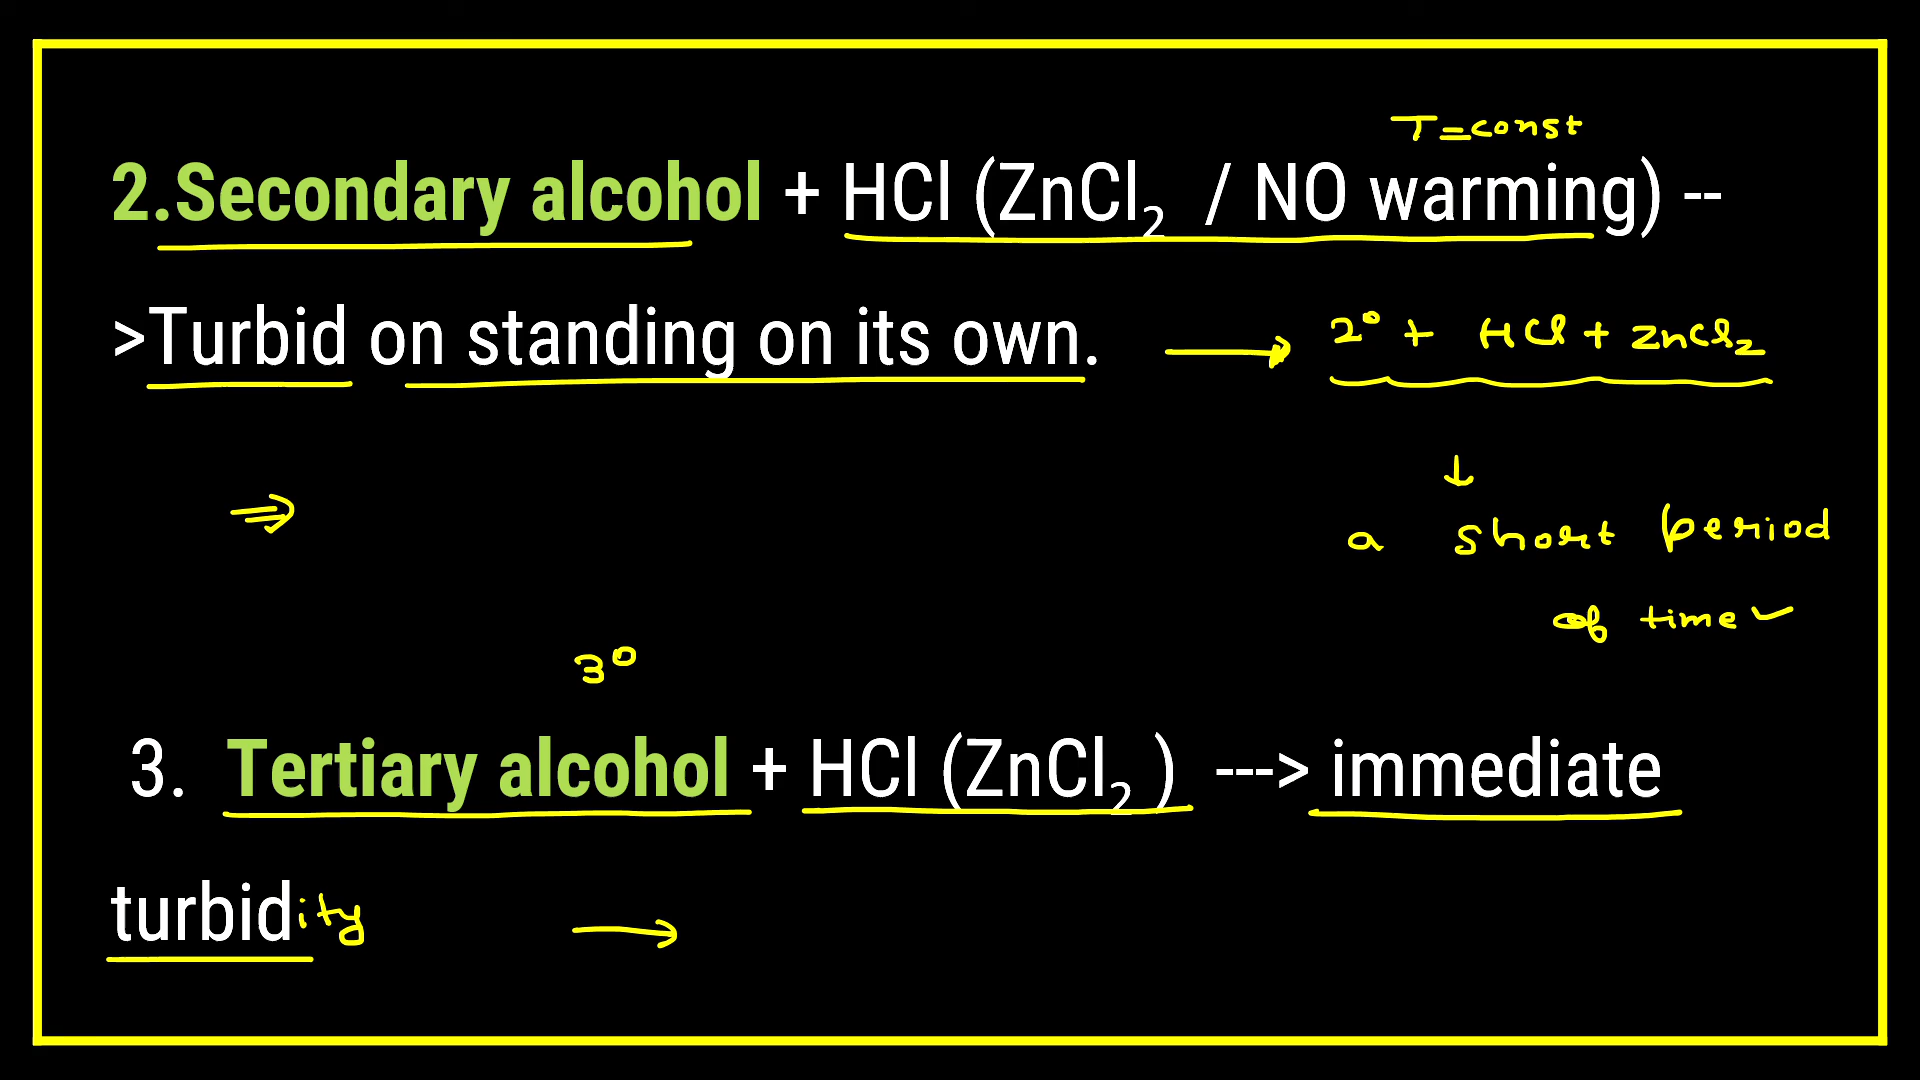 T=const
2.Secondary alcohol + HCl (ZnCl₂ / NO warming) --
>Turbid on standing on its own. → 2° + HCl + ZnCl₂
↓
⇒
a short period
of time ✓
3°
3. Tertiary alcohol + HCl (ZnCl₂ ) ---> immediate
turbidity →